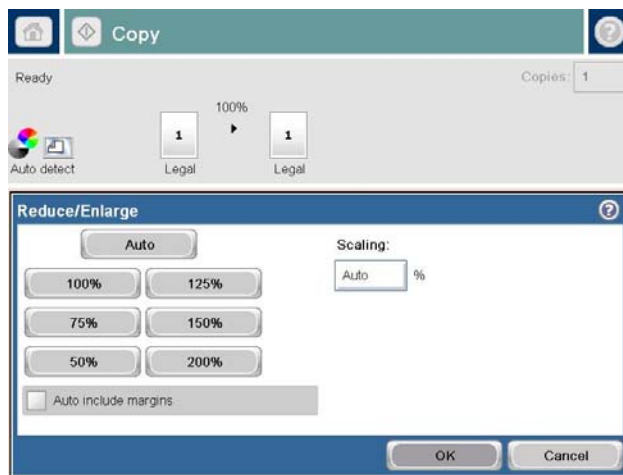 Copy
Ready
Copies: 1
100%
1 1
Auto detect Legal Legal
Reduce/Enlarge
Auto Scaling:
100% 125% Auto %
75% 150%
50% 200%
Auto include margins
OK Cancel